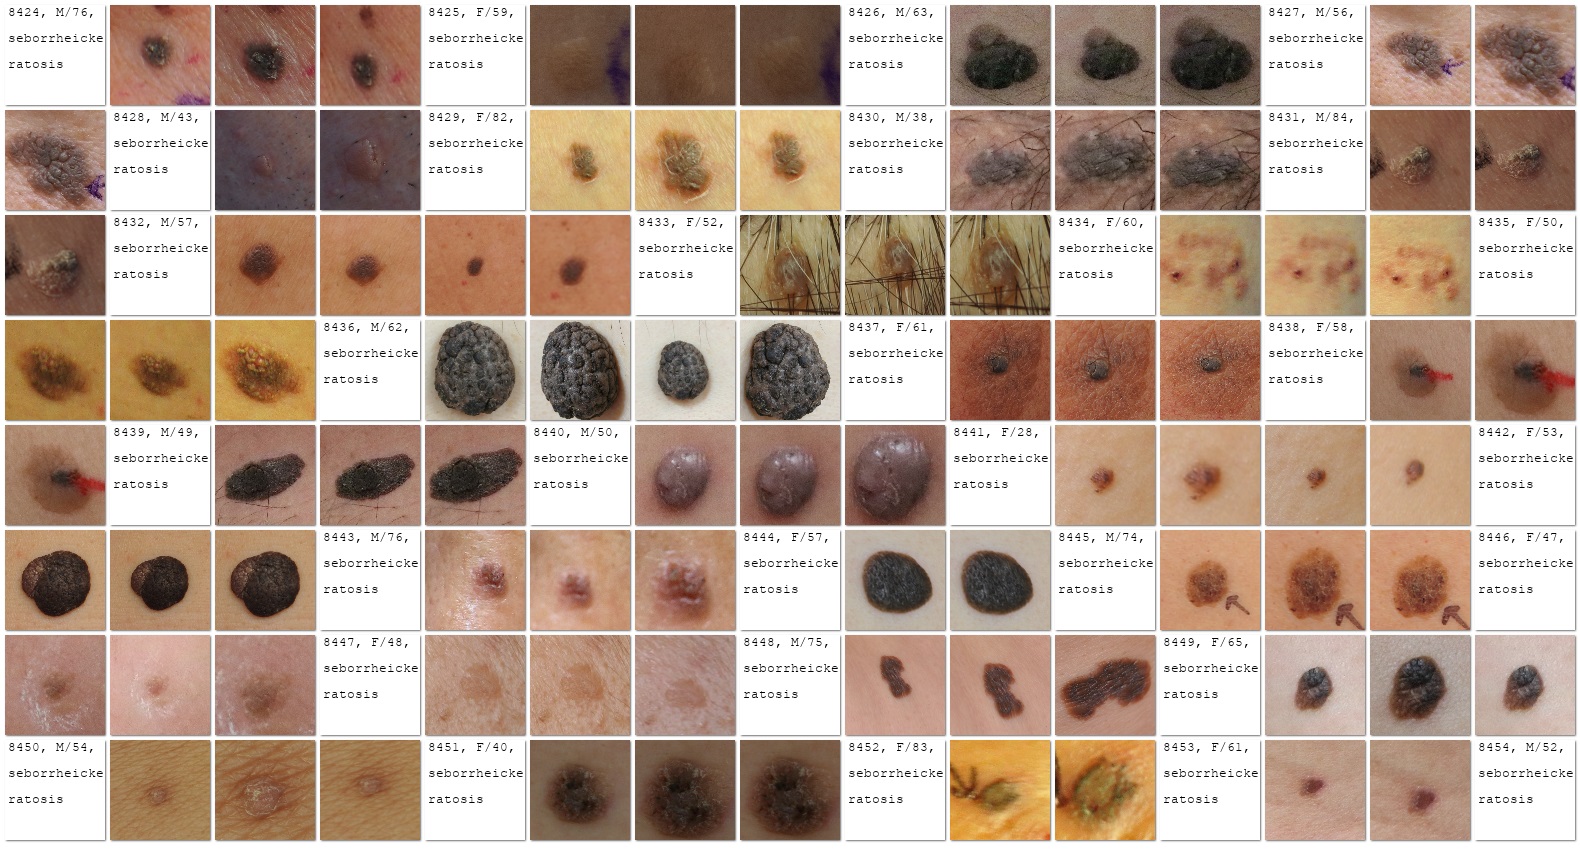 8424, M/76,
seborrheicke
ratosis
8425, F/59,
seborrheicke
ratosis
8426, M/63,
seborrheicke
ratosis
8427, M/56,
seborrheicke
ratosis
8428, M/43,
seborrheicke
ratosis
8429, F/82,
seborrheicke
ratosis
8430, M/38,
seborrheicke
ratosis
8431, M/84,
seborrheicke
ratosis
8432, M/57,
seborrheicke
ratosis
8433, F/52,
seborrheicke
ratosis
8434, F/60,
seborrheicke
ratosis
8435, F/50,
seborrheicke
ratosis
8436, M/62,
seborrheicke
ratosis
8437, F/61,
seborrheicke
ratosis
8438, F/58,
seborrheicke
ratosis
8439, M/49,
seborrheicke
ratosis
8440, M/50,
seborrheicke
ratosis
8441, F/28,
seborrheicke
ratosis
8442, F/53,
seborrheicke
ratosis
8443, M/76,
seborrheicke
ratosis
8444, F/57,
seborrheicke
ratosis
8445, M/74,
seborrheicke
ratosis
8446, F/47,
seborrheicke
ratosis
8447, F/48,
seborrheicke
ratosis
8448, M/75,
seborrheicke
ratosis
8449, F/65,
seborrheicke
ratosis
8450, M/54,
seborrheicke
ratosis
8451, F/40,
seborrheicke
ratosis
8452, F/83,
seborrheicke
ratosis
8453, F/61,
seborrheicke
ratosis
8454, M/52,
seborrheicke
ratosis